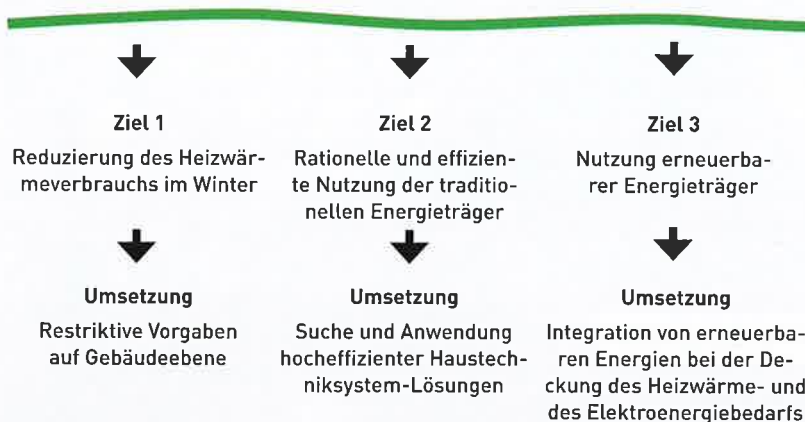 Ziel 1
Reduzierung des Heizwär-
meverbrauchs im Winter
Umsetzung
Restriktive Vorgaben
auf Gebäudeebene
Ziel 2
Rationelle und effizien-
te Nutzung der traditio-
nellen Energieträger
Umsetzung
Suche und Anwendung
hocheffizienter Haustech-
niksystem-Lösungen
Ziel 3
Nutzung erneuerba-
rer Energieträger
Umsetzung
Integration von erneuerba-
ren Energien bei der De-
ckung des Heizwärme- und
des Elektroenergiebedarfs